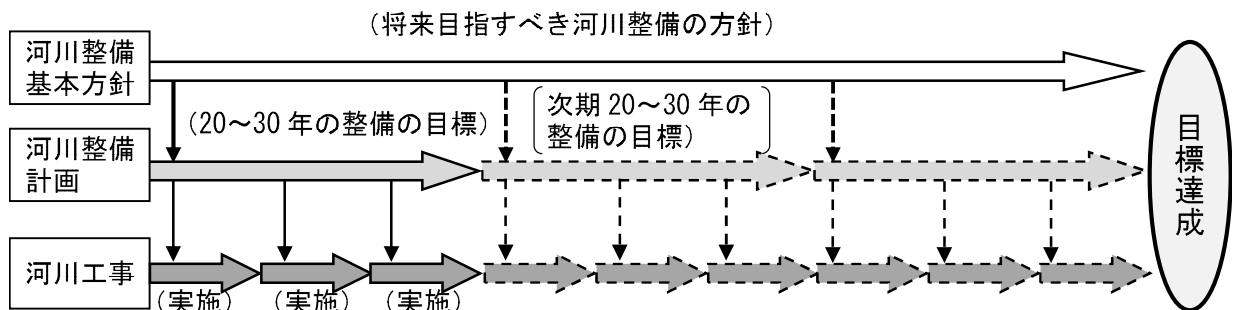 (将来目指すべき河川整備の方針)
河川整備
基本方針
(20～30年の整備の目標)
次期20～30年の
整備の目標
河川整備
計画
河川工事
(実施)
(実施)
(実施)
目標達成